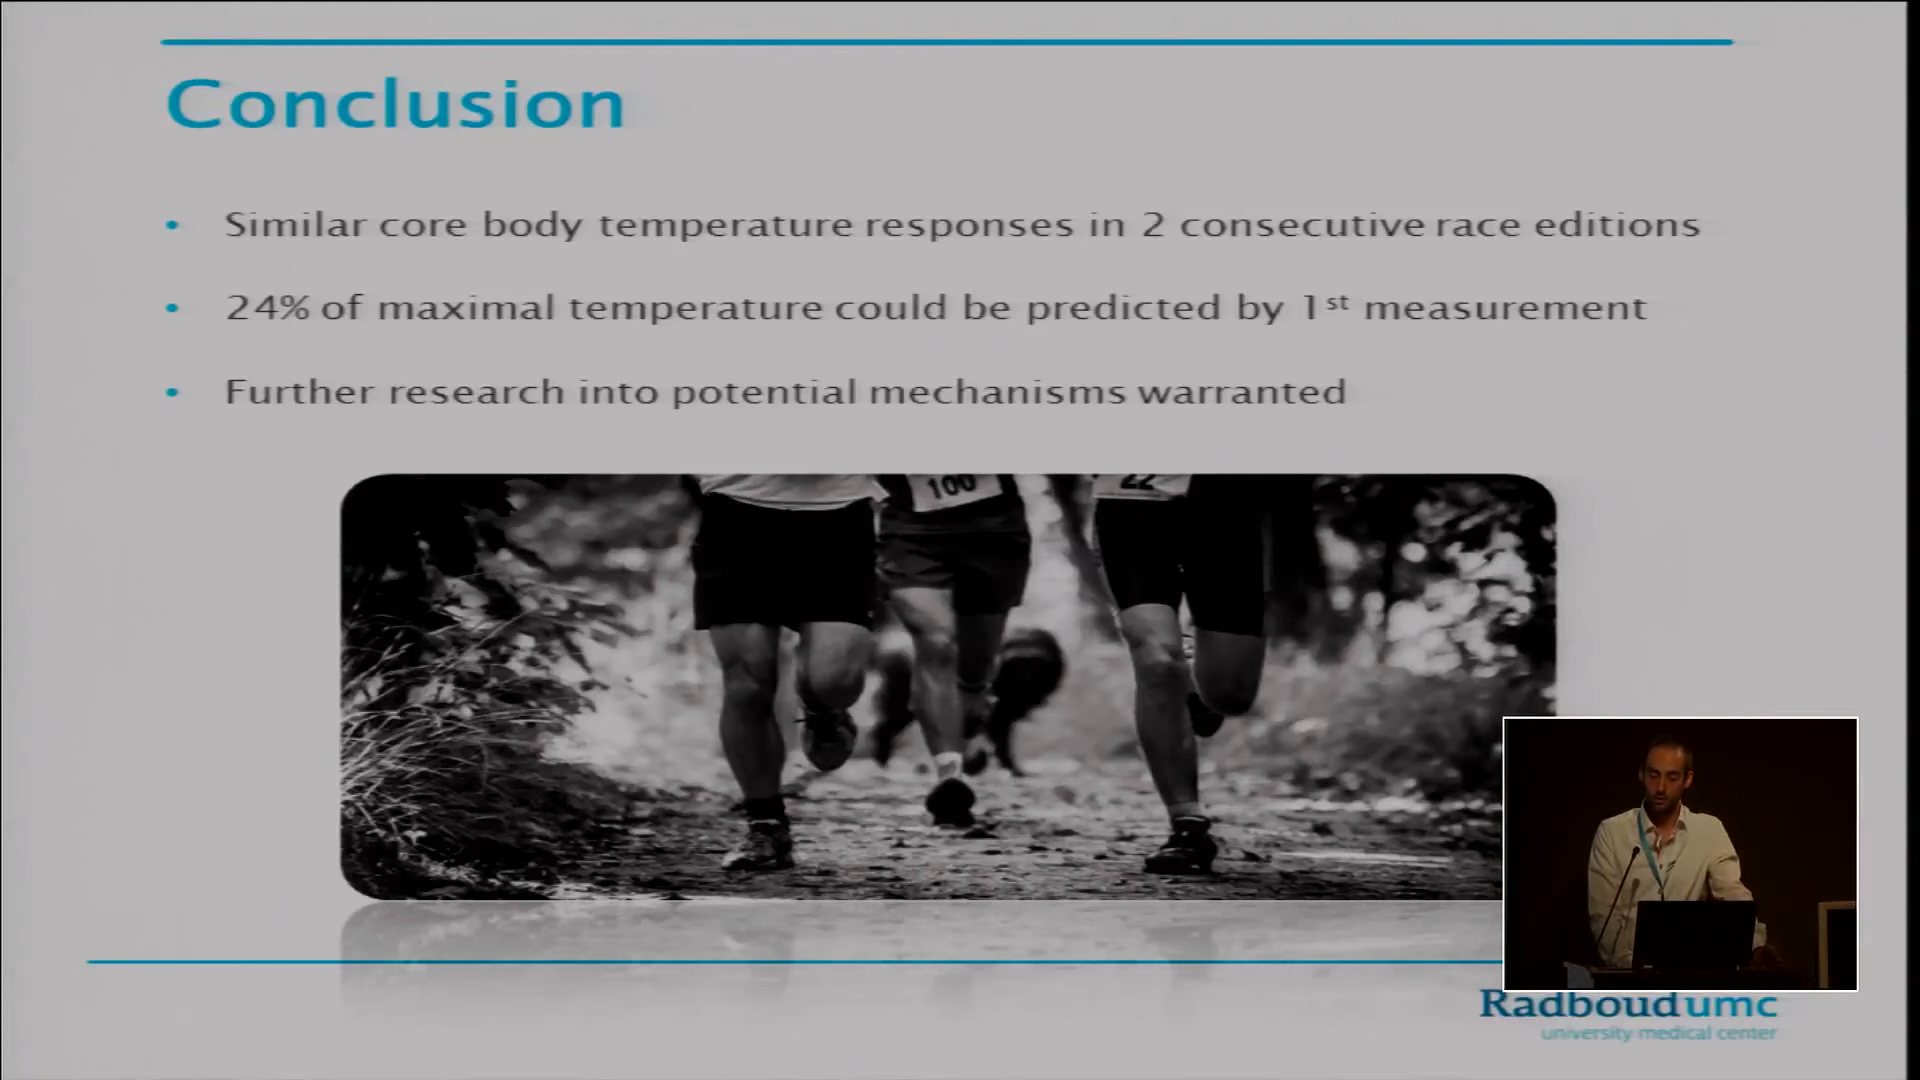 Conclusion
Similar core body temperature responses in 2 consecutive race editions
24% of maximal temperature could be predicted by 1st measurement
Further research into potential mechanisms warranted
100
22
Radboudumc
university medical center